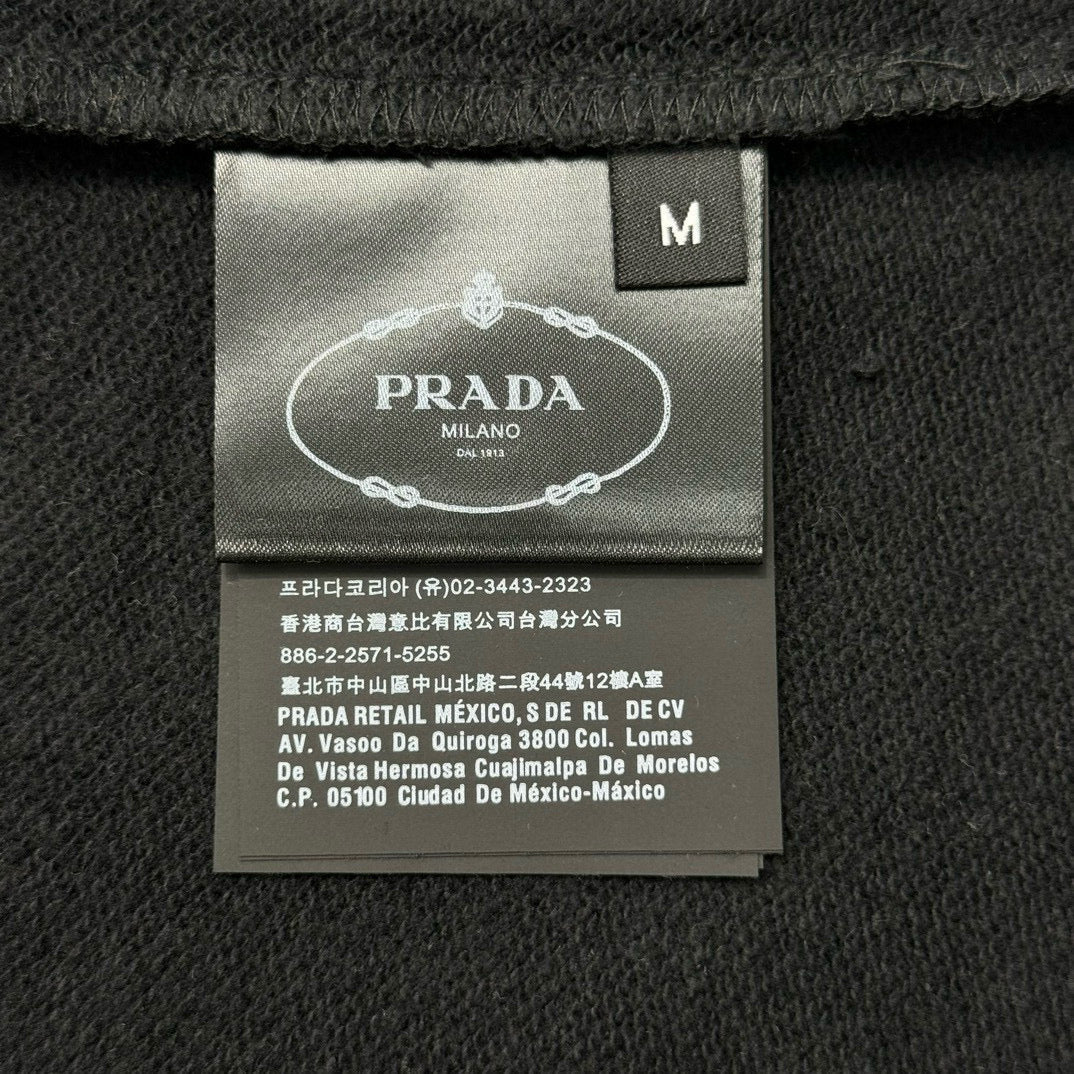 M
PRADA
MILANO
DAL 1913
프라다코리아 (유)02-3443-2323
香港商台灣意比有限公司台灣分公司
886-2-2571-5255
臺北市中山區中山北路二段44號12樓A室
PRADA RETAIL MÉXICO, S DE RL DE CV
AV. Vasoo Da Quiroga 3800 Col. Lomas
De Vista Hermosa Cuajimalpa De Morelos
C.P. 05100 Ciudad De México-Máxico